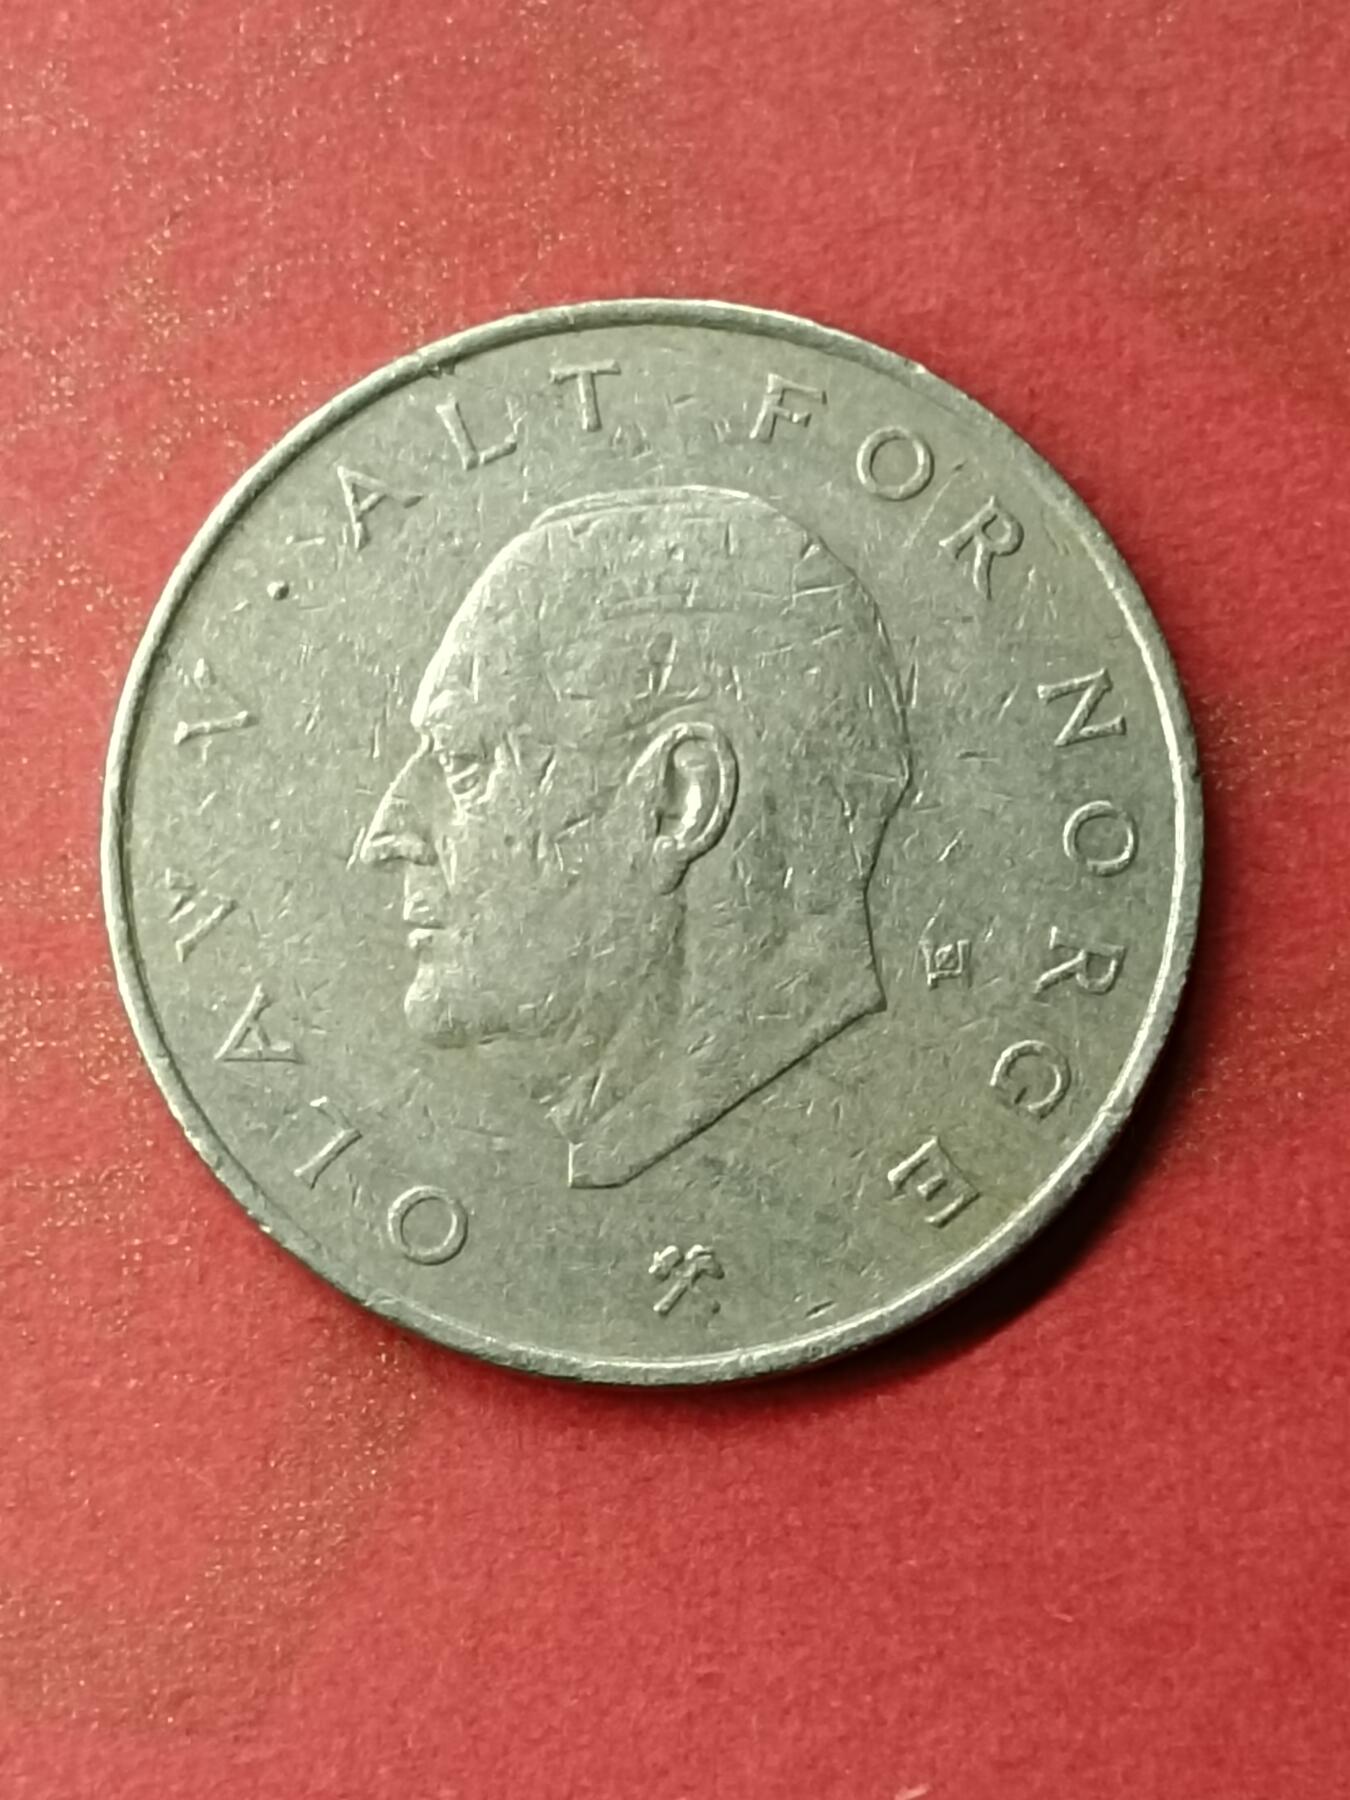 OLAV V · ALT FOR NORGE